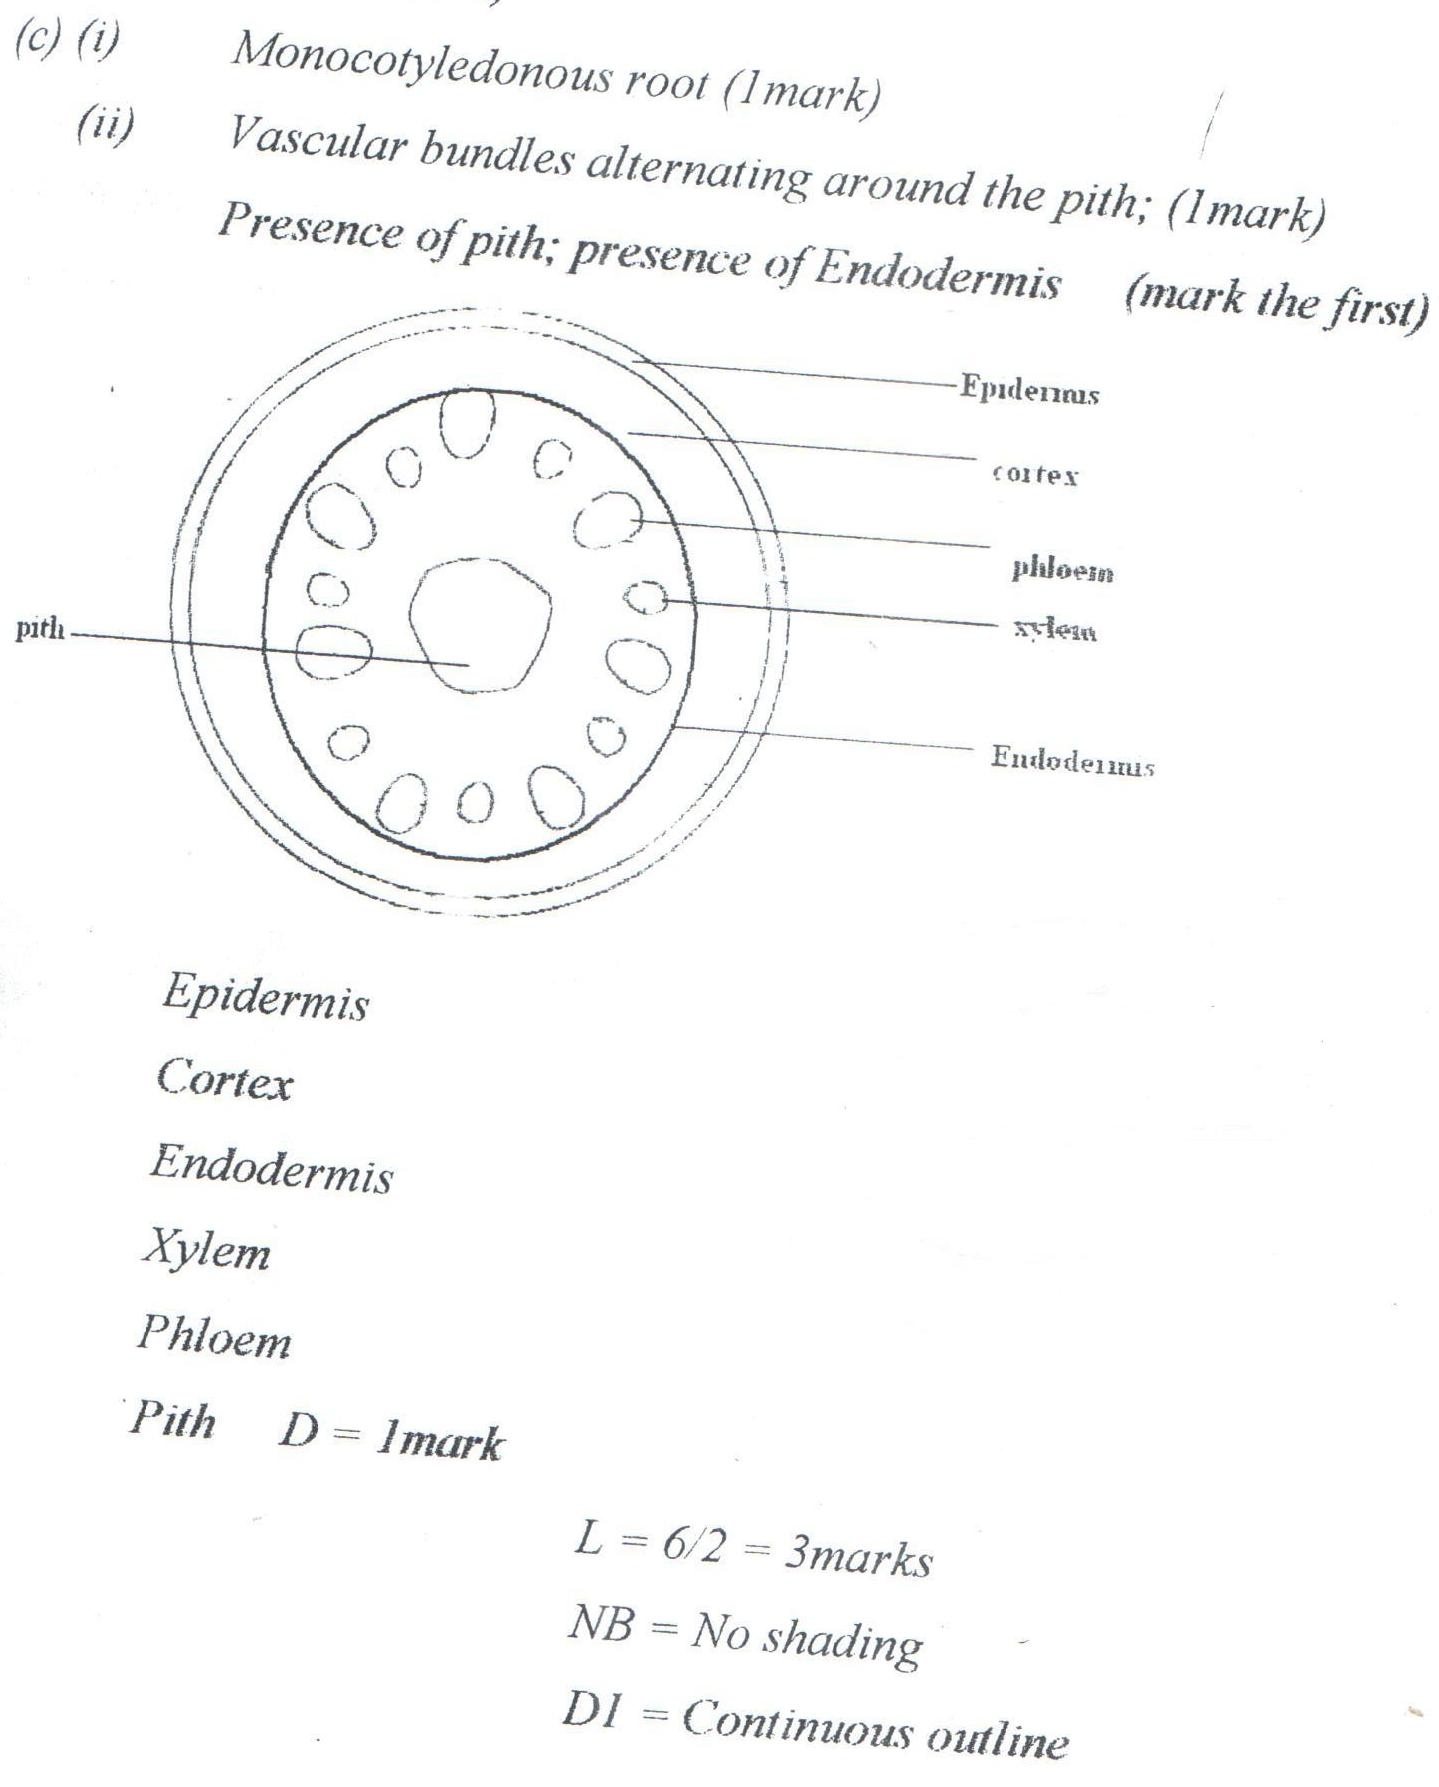 (c) (i) Monocotyledonous root (1mark)
(ii) Vascular bundles alternating around the pith; (1mark)
Presence of pith; presence of Endodermis (mark the first)
Epidermis
cortex
phloem
xylem
pith
Endodermis
Epidermis
Cortex
Endodermis
Xylem
Phloem
Pith D = 1mark
L = 6/2 = 3marks
NB = No shading
D1 = Continuous outline